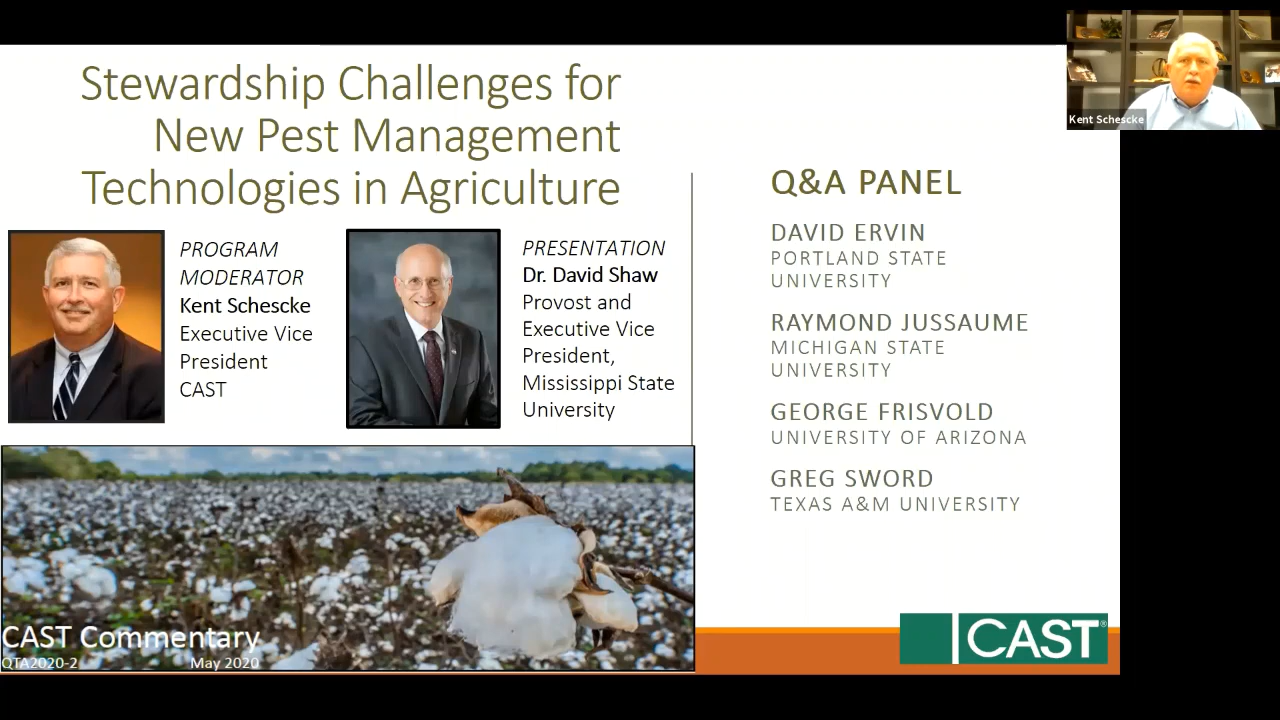 Stewardship Challenges for
New Pest Management
Technologies in Agriculture
PROGRAM
MODERATOR
Kent Schescke
Executive Vice
President
CAST
PRESENTATION
Dr. David Shaw
Provost and
Executive Vice
President,
Mississippi State
University
CAST Commentary
QTA2020-2 May 2020
Q&A PANEL
DAVID ERVIN
PORTLAND STATE
UNIVERSITY
RAYMOND JUSSAUME
MICHIGAN STATE
UNIVERSITY
GEORGE FRISVOLD
UNIVERSITY OF ARIZONA
GREG SWORD
TEXAS A&M UNIVERSITY
CAST®
Kent Schescke